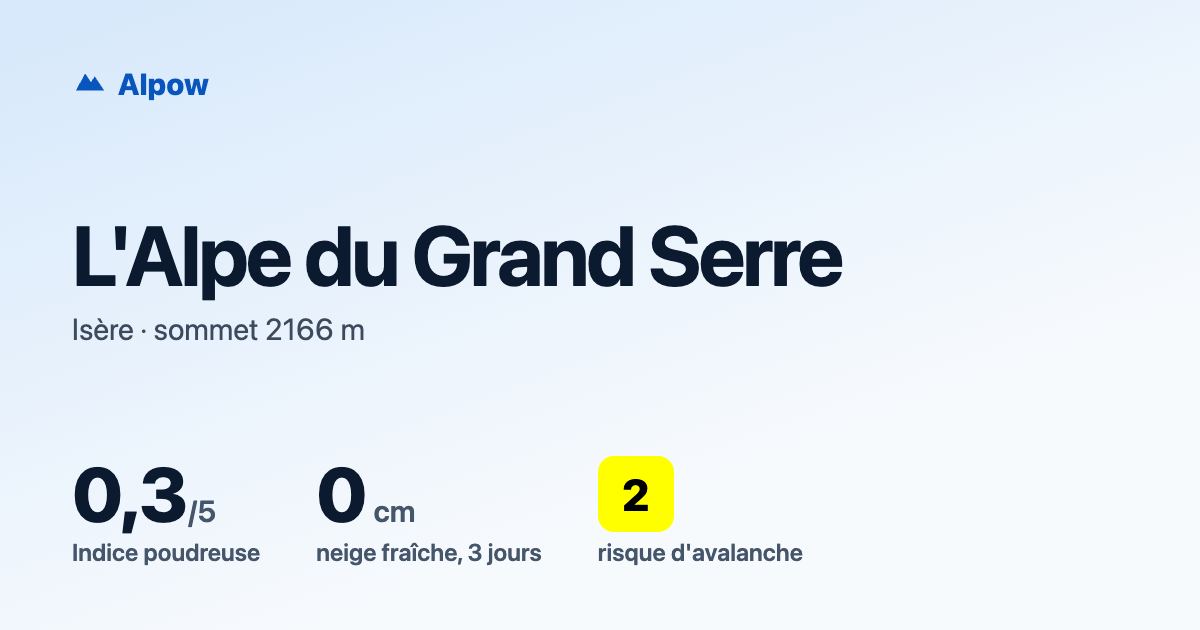 Alpow
L'Alpe du Grand Serre
Isère · sommet 2166 m
0,3/5
Indice poudreuse
0 cm
neige fraîche, 3 jours
2
risque d'avalanche